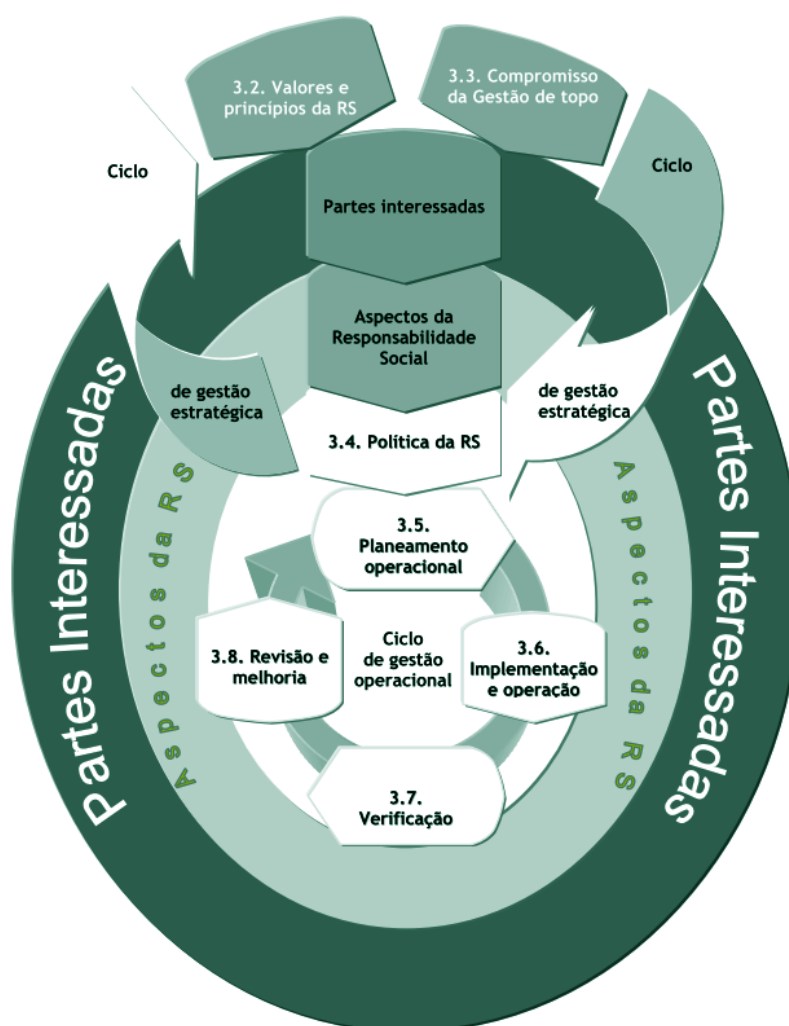 3.2. Valores e
princípios da RS
3.3. Compromisso
da Gestão de topo
Ciclo
Ciclo
Partes interessadas
Aspectos da
Responsabilidade
Social
de gestão
estratégica
de gestão
estratégica
3.4. Política da RS
Partes Interessadas
Aspectos da RS
Aspectos da RS
Partes Interessadas
3.5.
Planeamento
operacional
3.8. Revisão e
melhoria
Ciclo
de gestão
operacional
3.6.
Implementação
e operação
3.7.
Verificação